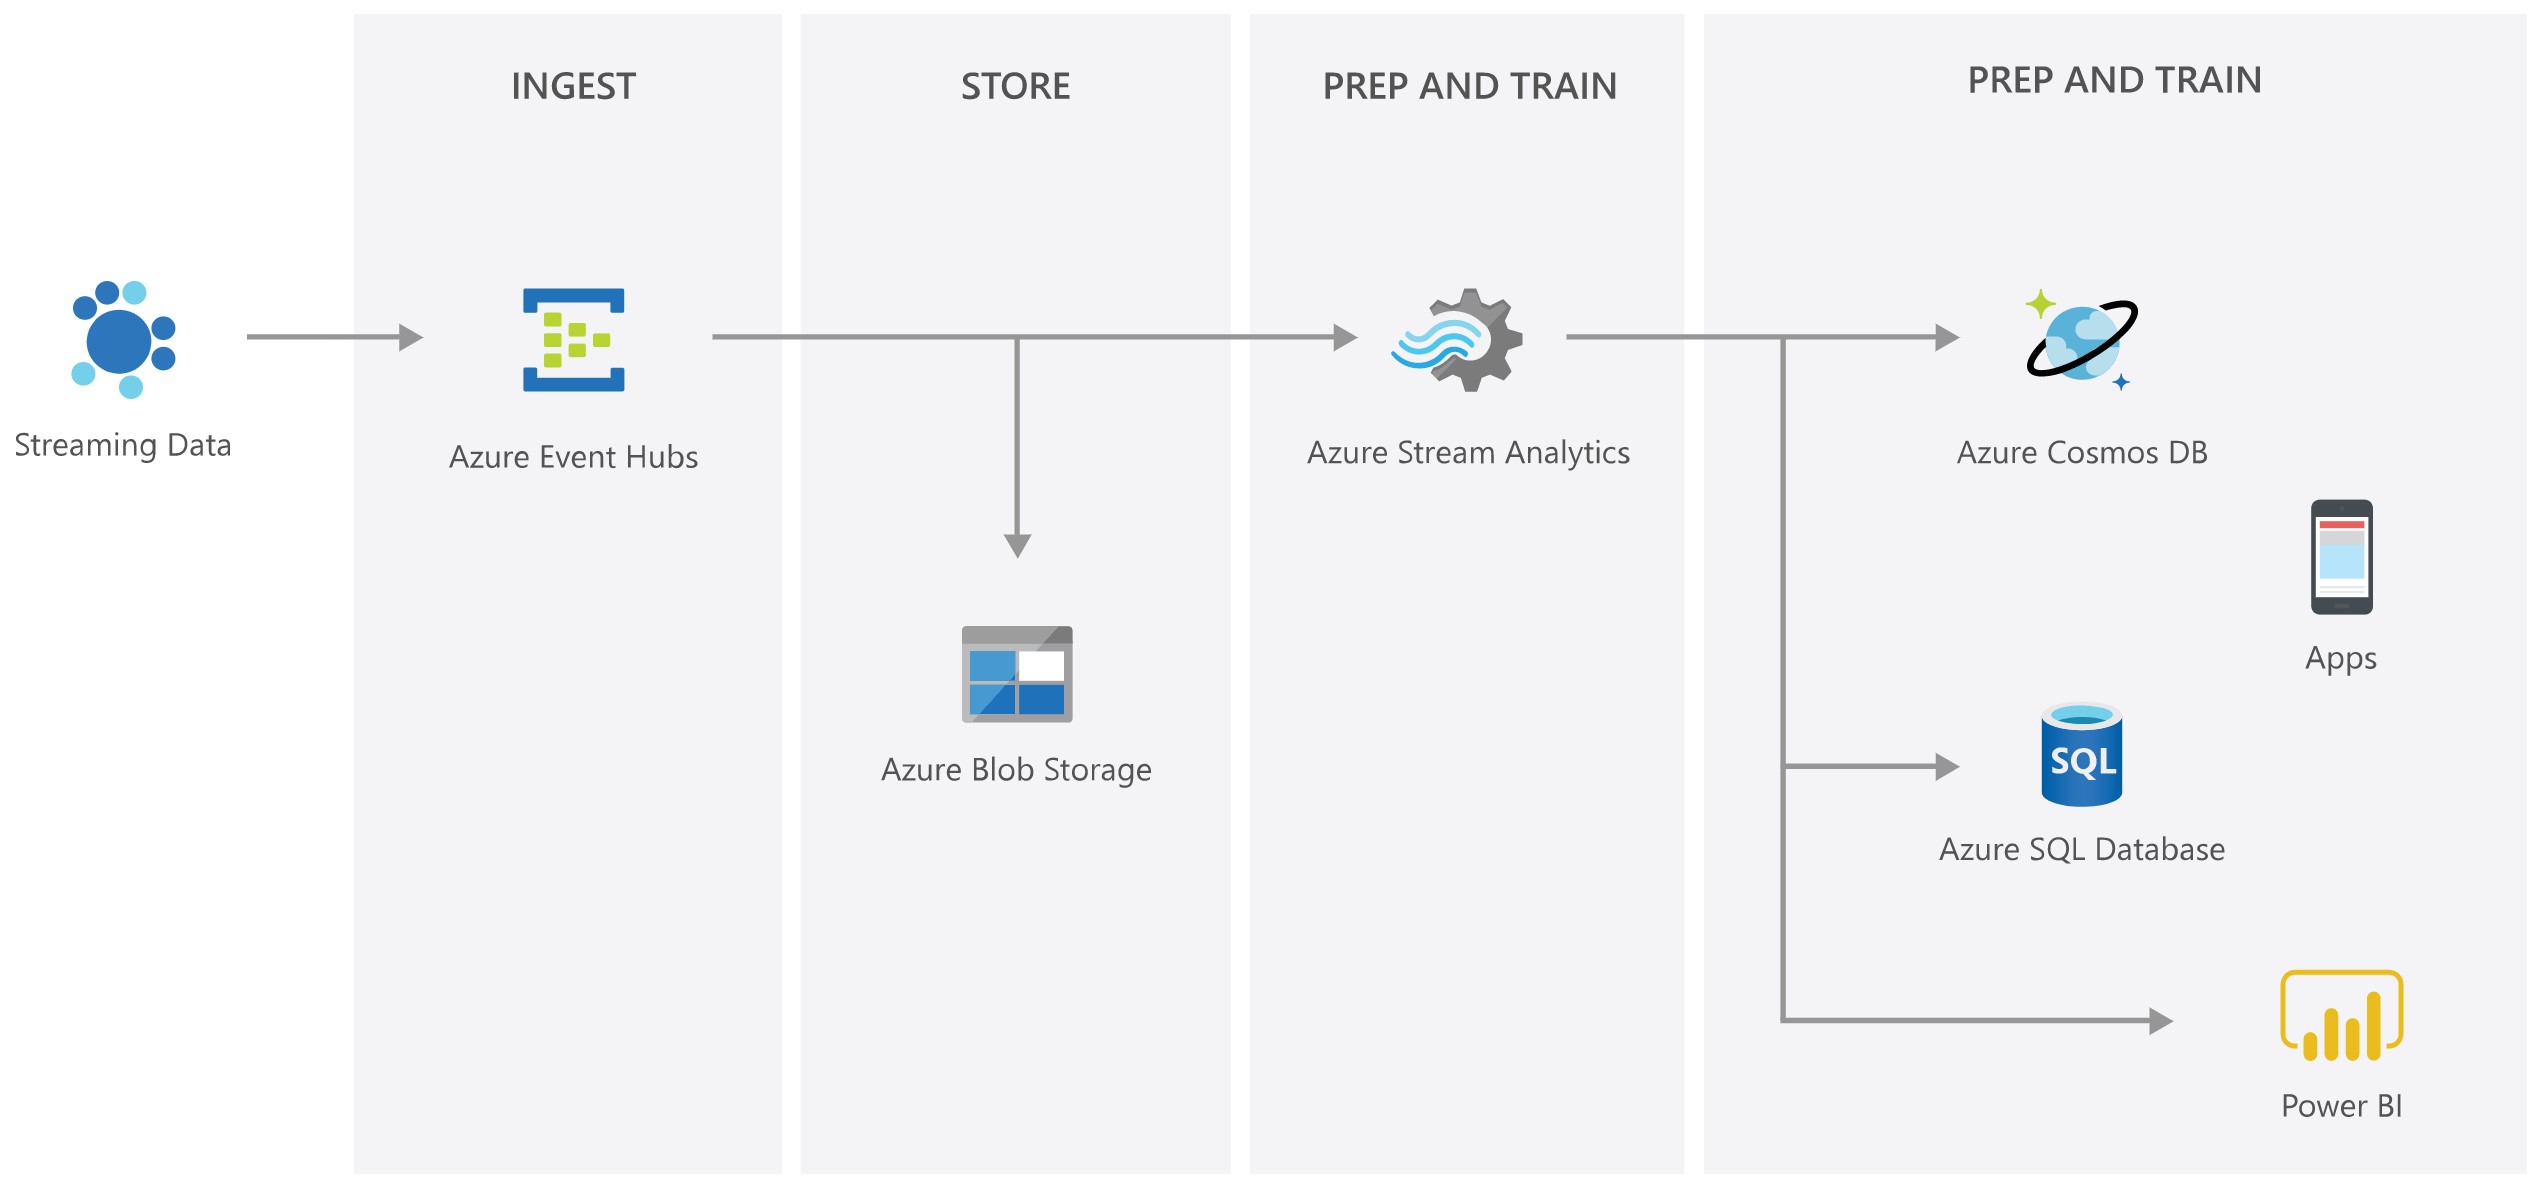 INGEST
STORE
PREP AND TRAIN
PREP AND TRAIN
Streaming Data
Azure Event Hubs
Azure Stream Analytics
Azure Cosmos DB
Apps
Azure Blob Storage
SQL
Azure SQL Database
Power BI